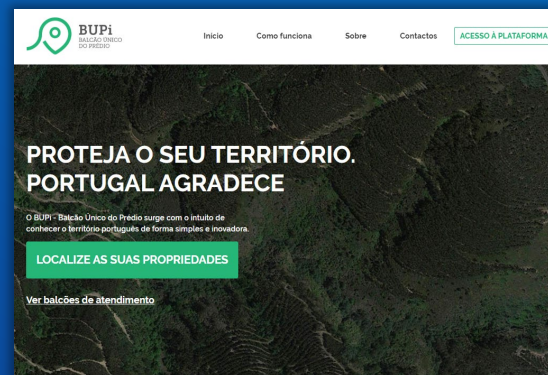 BUPi
BALCÃO ÚNICO
DO PRÉDIO
Início
Como funciona
Sobre
Contactos
ACESSO À PLATAFORMA
PROTEJA O SEU TERRITÓRIO.
PORTUGAL AGRADECE
O BUPi - Balcão Único do Prédio surge com o intuito de
conhecer o território português de forma simples e inovadora.
LOCALIZE AS SUAS PROPRIEDADES
Ver balcões de atendimento